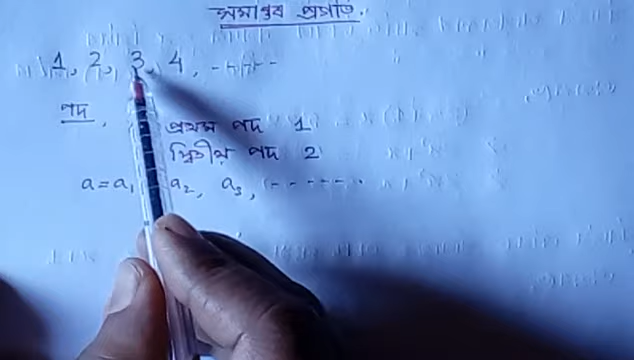 সমান্তর প্রগতি.
1, 2, 3, 4, -----
পদ, প্রথম পদ 1
দ্বিতীয় পদ 2
a=a₁ a₂, a₃, ------